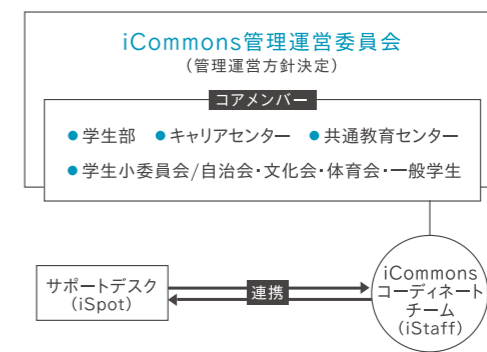 iCommons管理運営委員会
（管理運営方針決定）
コアメンバー
●学生部 ●キャリアセンター ●共通教育センター
●学生小委員会/自治会・文化会・体育会・一般学生
サポートデスク
（iSpot）
連携
iCommons
コーディネート
チーム
（iStaff）